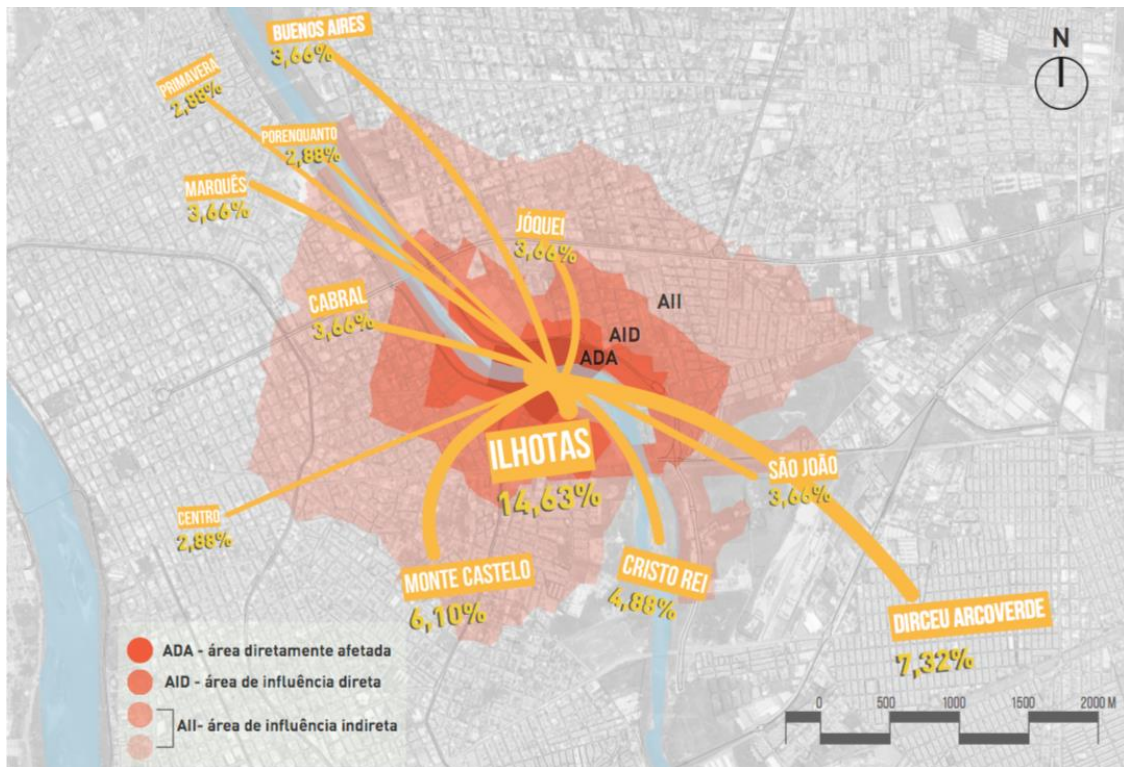 BUENOS AIRES
3,66%
N
PRIMAVERA
2,88%
PORENQUANTO
2,88%
MARQUÊS
3,66%
JÓQUEI
3,66%
CABRAL
3,66%
AII
AID
ADA
ILHOTAS
14,63%
SÃO JOÃO
3,66%
CENTRO
2,88%
MONTE CASTELO
6,10%
CRISTO REI
4,88%
DIRCEU ARCOVERDE
7,32%
ADA - área diretamente afetada
AID - área de influência direta
AII- área de influência indireta
0 500 1000 1500 2000 M